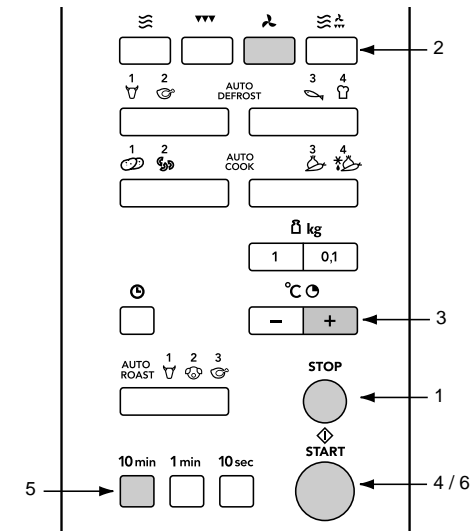 2
1 2 AUTO DEFROST 3 4
1 2 AUTO COOK 3 4
kg
1 0,1
°C
− + 3
AUTO ROAST 1 2 3
STOP
1
START
10 min 1 min 10 sec
5
4 / 6